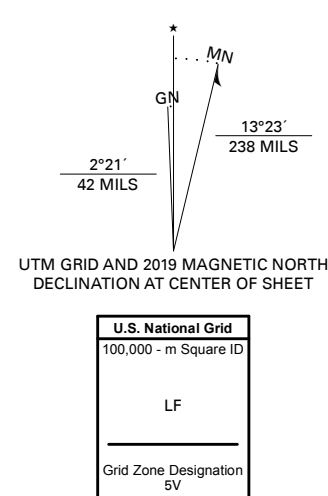 ★
MN
GN
13°23´
238 MILS
2°21´
42 MILS
UTM GRID AND 2019 MAGNETIC NORTH
DECLINATION AT CENTER OF SHEET
U.S. National Grid
100,000 - m Square ID
LF
Grid Zone Designation
5V